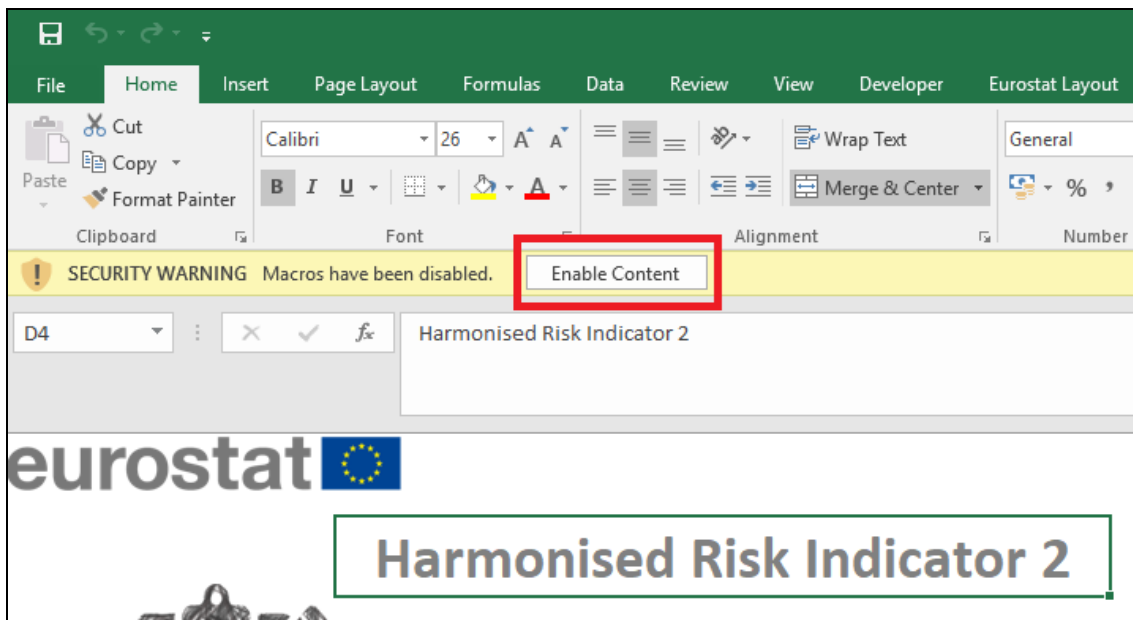 File Home Insert Page Layout Formulas Data Review View Developer Eurostat Layout
Cut
Calibri 26 A A Wrap Text General
Copy
Paste B I U A Merge & Center % ,
Format Painter
Clipboard Font Alignment Number
SECURITY WARNING Macros have been disabled. Enable Content
D4 fx Harmonised Risk Indicator 2
eurostat
Harmonised Risk Indicator 2